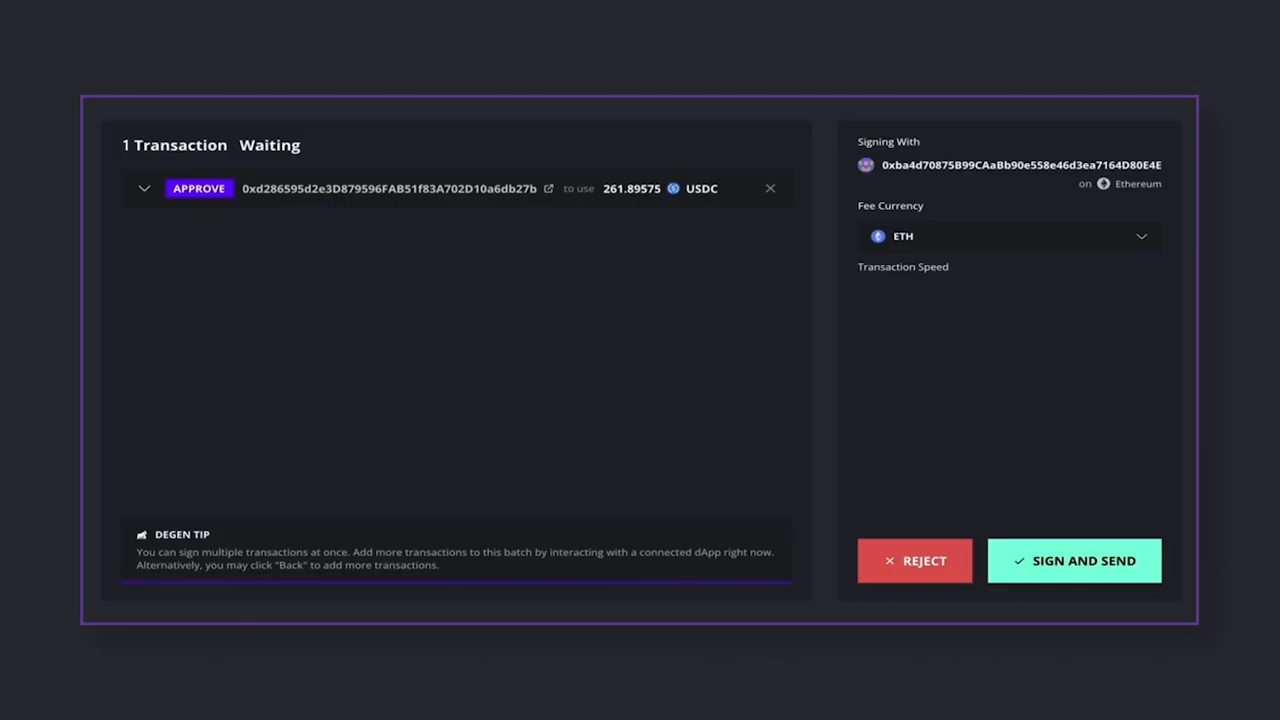 1 Transaction Waiting
APPROVE 0xd286595d2e3D879596FAB51f83A702D10a6db27b to use 261.89575 USDC
DEGEN TIP
You can sign multiple transactions at once. Add more transactions to this batch by interacting with a connected dApp right now.
Alternatively, you may click "Back" to add more transactions.
Signing With
0xba4d70875B99CAaBb90e558e46d3ea7164D80E4E
on Ethereum
Fee Currency
ETH
Transaction Speed
REJECT
SIGN AND SEND